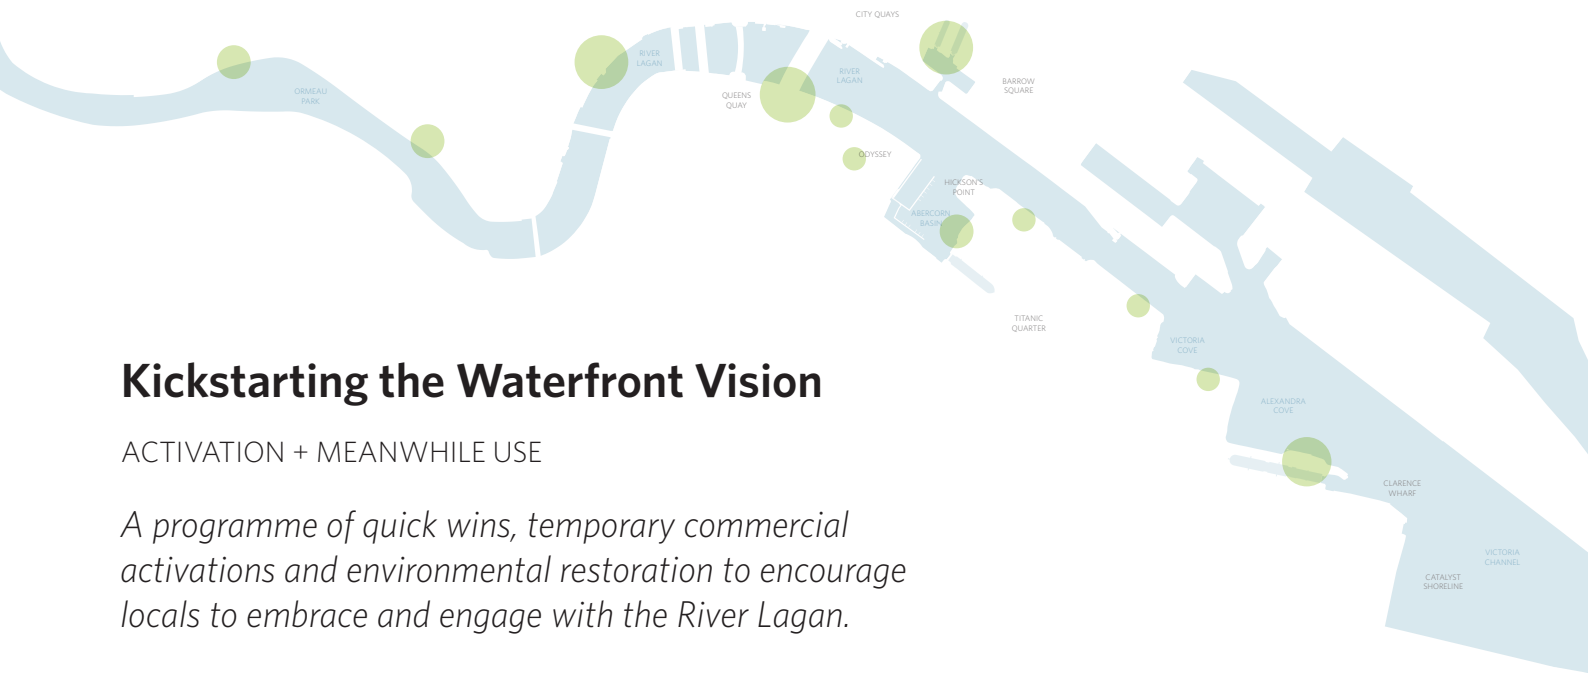 CITY QUAYS
RIVER
LAGAN
RIVER
LAGAN
BARROW
SQUARE
ORMEAU
PARK
QUEENS
QUAY
ODYSSEY
HICKSON'S
POINT
ABERCORN
BASIN
TITANIC
QUARTER
VICTORIA
COVE
Kickstarting the Waterfront Vision
ALEXANDRA
COVE
ACTIVATION + MEANWHILE USE
CLARENCE
WHARF
A programme of quick wins, temporary commercial
activations and environmental restoration to encourage
locals to embrace and engage with the River Lagan.
VICTORIA
CHANNEL
CATALYST
SHORELINE